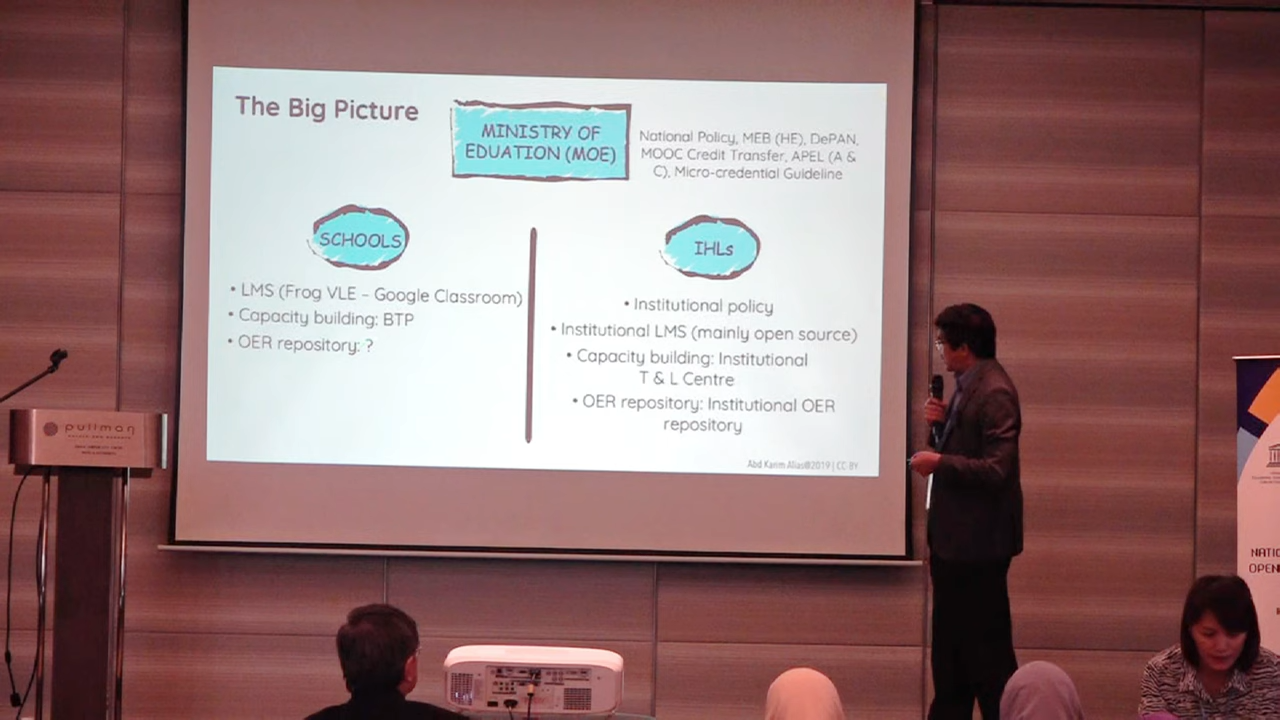 The Big Picture
MINISTRY OF
EDUATION (MOE)
National Policy, MEB (HE), DePAN,
MOOC Credit Transfer, APEL (A &
C), Micro-credential Guideline
SCHOOLS
• LMS (Frog VLE – Google Classroom)
• Capacity building: BTP
• OER repository: ?
IHLs
• Institutional policy
• Institutional LMS (mainly open source)
• Capacity building: Institutional
T & L Centre
• OER repository: Institutional OER
repository
Abd Karim Alias©2019 | CC-BY
pullman
NATIO
OPEN